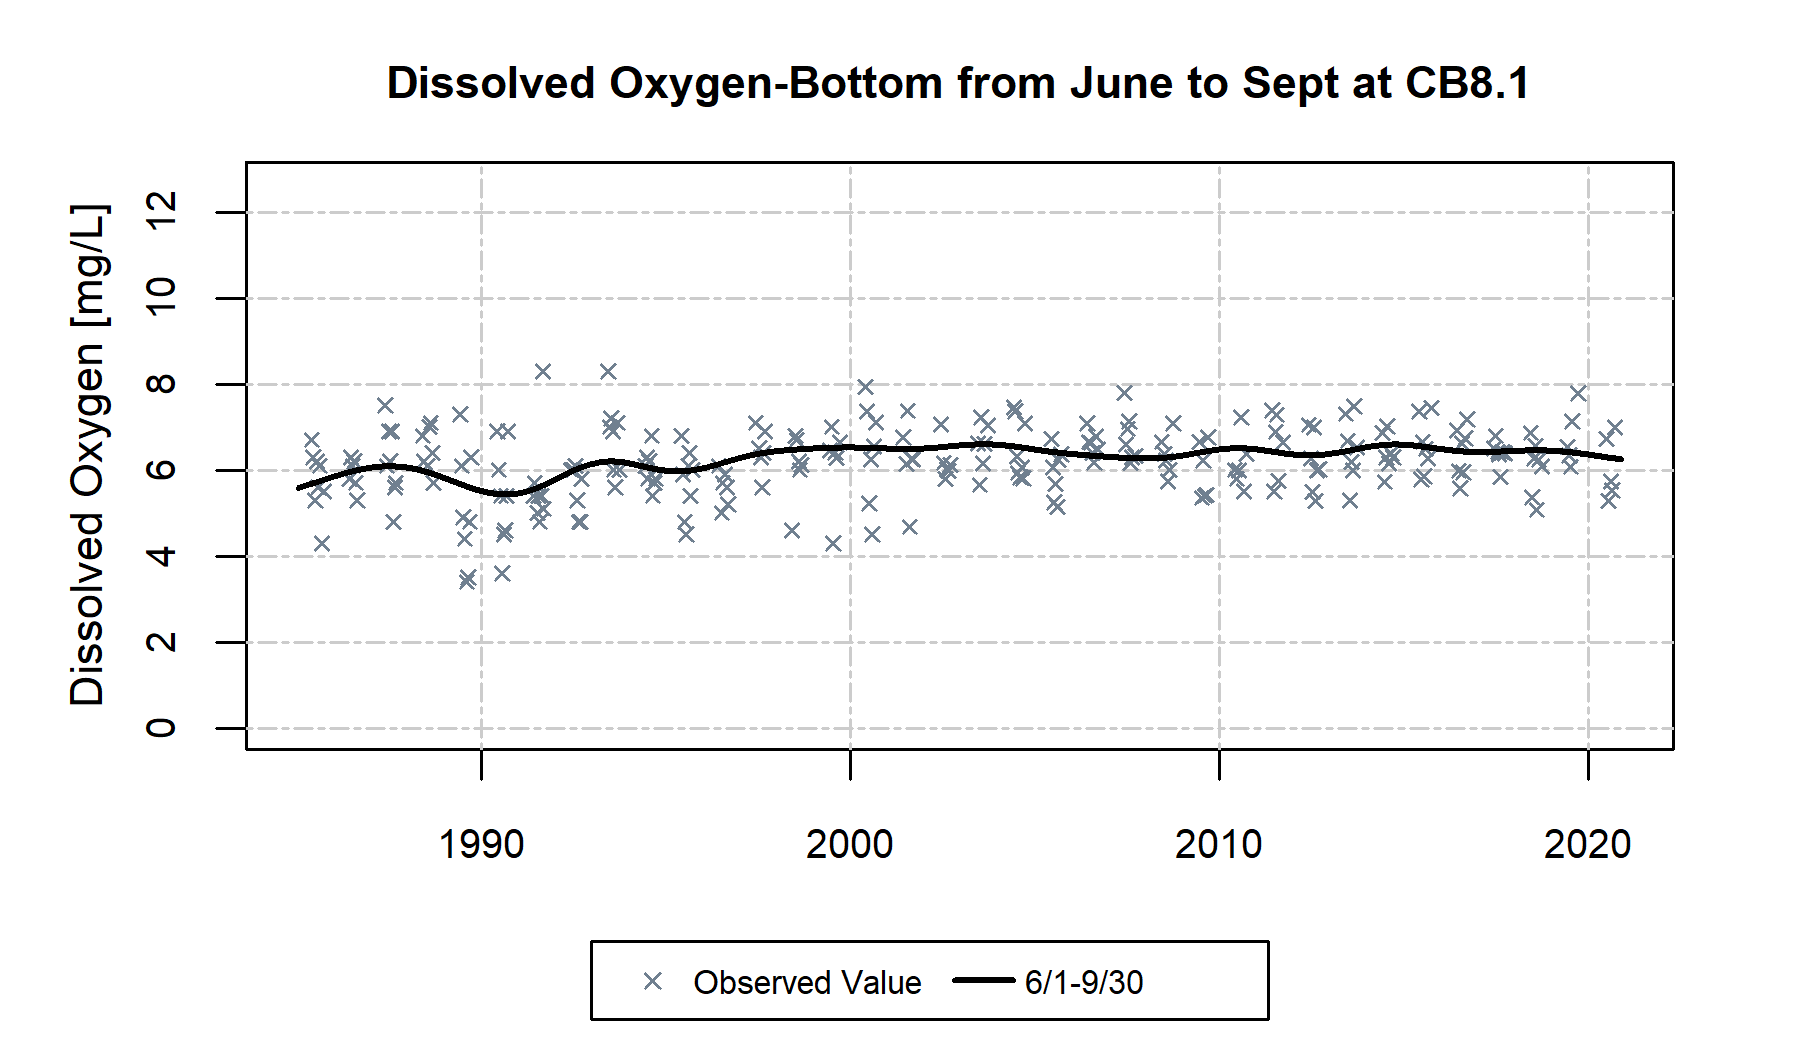 Dissolved Oxygen-Bottom from June to Sept at CB8.1
Dissolved Oxygen [mg/L]
12
10
8
6
4
2
0
1990 2000 2010 2020
Observed Value 6/1-9/30